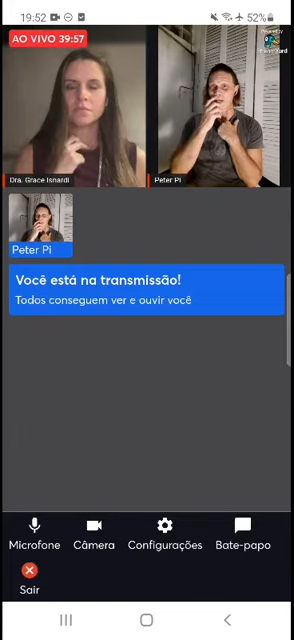 19:52
52%
AO VIVO 39:57
Dra. Grace Isnardi
Peter Pi
Peter Pi
Você está na transmissão!
Todos conseguem ver e ouvir você
Microfone
Câmera
Configurações
Bate-papo
Sair